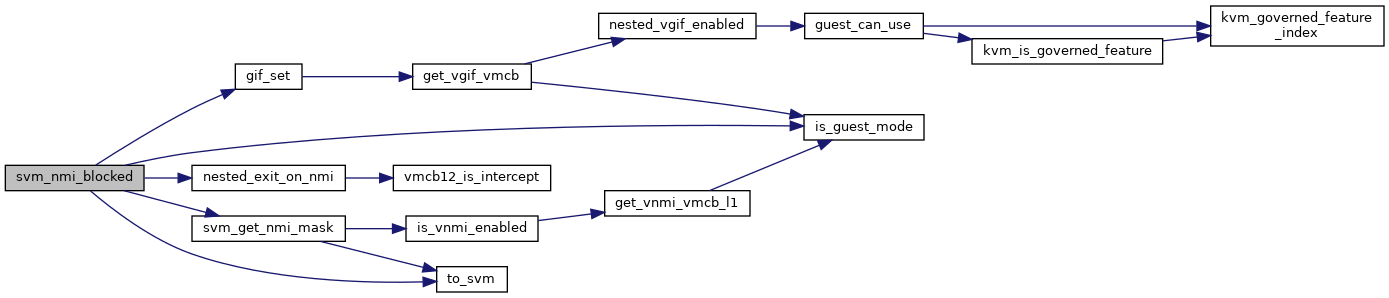 svm_nmi_blocked
gif_set
get_vgif_vmcb
nested_vgif_enabled
guest_can_use
kvm_is_governed_feature
kvm_governed_feature
_index
is_guest_mode
nested_exit_on_nmi
vmcb12_is_intercept
svm_get_nmi_mask
is_vnmi_enabled
get_vnmi_vmcb_l1
to_svm